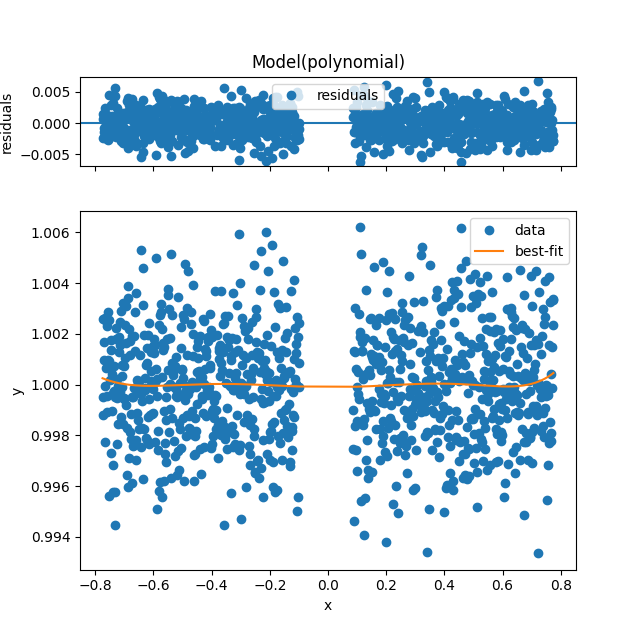 Model(polynomial)
residuals
0.005
0.000
−0.005
residuals
y
1.006
1.004
1.002
1.000
0.998
0.996
0.994
data
best-fit
−0.8 −0.6 −0.4 −0.2 0.0 0.2 0.4 0.6 0.8
x